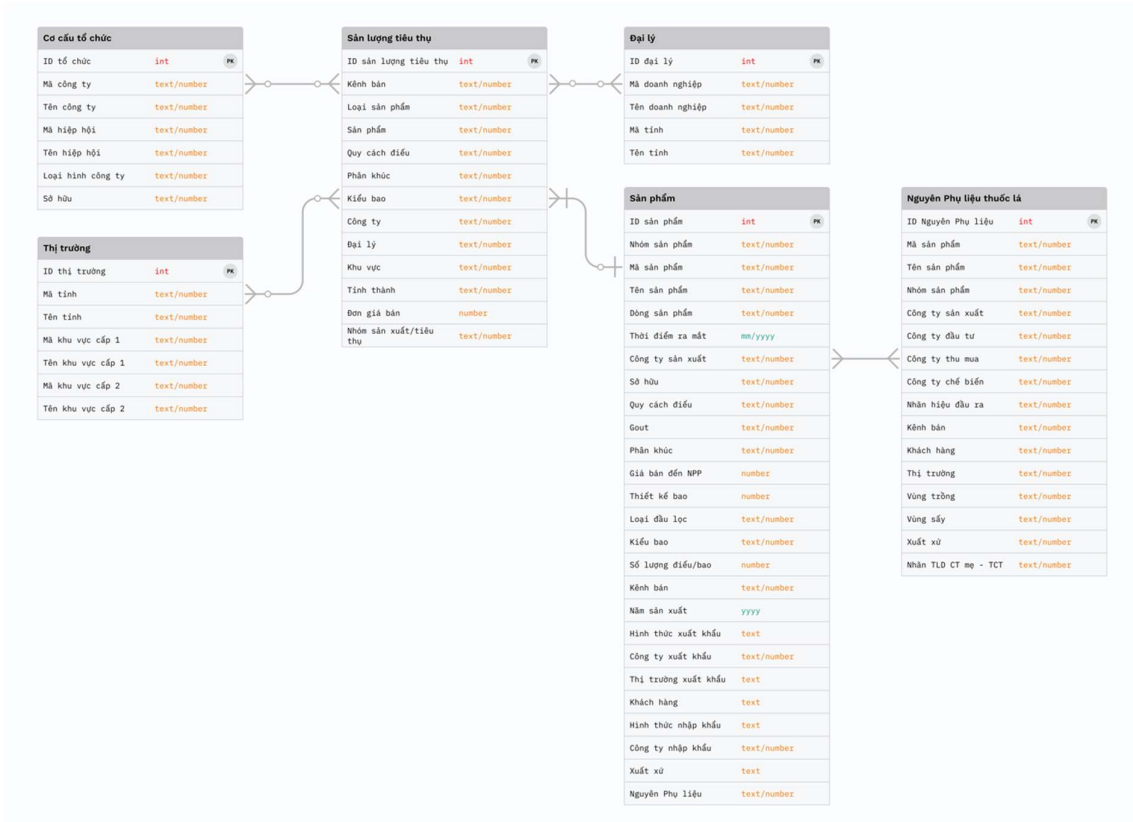 Cơ cấu tổ chức
ID tổ chức int PK
Mã công ty text/number
Tên công ty text/number
Mã hiệp hội text/number
Tên hiệp hội text/number
Loại hình công ty text/number
Sở hữu text/number
Thị trường
ID thị trường int PK
Mã tỉnh text/number
Tên tỉnh text/number
Mã khu vực cấp 1 text/number
Tên khu vực cấp 1 text/number
Mã khu vực cấp 2 text/number
Tên khu vực cấp 2 text/number
Sản lượng tiêu thụ
ID sản lượng tiêu thụ int PK
Kênh bán text/number
Loại sản phẩm text/number
Sản phẩm text/number
Quy cách điếu text/number
Phân khúc text/number
Kiểu bao text/number
Công ty text/number
Đại lý text/number
Khu vực text/number
Tỉnh thành text/number
Đơn giá bán number
Nhóm sản xuất/tiêu
thụ text/number
Đại lý
ID đại lý int PK
Mã doanh nghiệp text/number
Tên doanh nghiệp text/number
Mã tỉnh text/number
Tên tỉnh text/number
Sản phẩm
ID sản phẩm int PK
Nhóm sản phẩm text/number
Mã sản phẩm text/number
Tên sản phẩm text/number
Dòng sản phẩm text/number
Thời điểm ra mắt mm/yyyy
Công ty sản xuất text/number
Sở hữu text/number
Quy cách điếu text/number
Gout text/number
Phân khúc text/number
Giá bán đến NPP number
Thiết kế bao number
Loại đầu lọc text/number
Kiểu bao text/number
Số lượng điếu/bao number
Kênh bán text/number
Năm sản xuất yyyy
Hình thức xuất khẩu text
Công ty xuất khẩu text/number
Thị trường xuất khẩu text
Khách hàng text
Hình thức nhập khẩu text
Công ty nhập khẩu text/number
Xuất xứ text
Nguyên Phụ liệu text/number
Nguyên Phụ liệu thuốc lá
ID Nguyên Phụ liệu int PK
Mã sản phẩm text/number
Tên sản phẩm text/number
Nhóm sản phẩm text/number
Công ty sản xuất text/number
Công ty đầu tư text/number
Công ty thu mua text/number
Công ty chế biến text/number
Nhãn hiệu đầu ra text/number
Kênh bán text/number
Khách hàng text/number
Thị trường text/number
Vùng trồng text/number
Vùng sấy text/number
Xuất xứ text/number
Nhãn TLD CT mẹ - TCT text/number